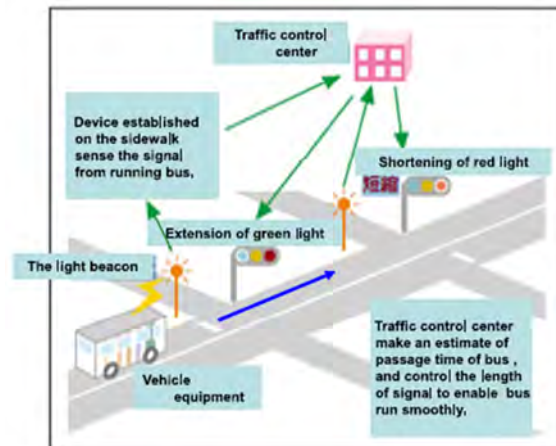 Traffic control
center
Device established
on the sidewalk
sense the signal
from running bus,
Shortening of red light
短縮
Extension of green light
The light beacon
Traffic control center
make an estimate of
passage time of bus ,
and control the length
of signal to enable bus
run smoothly,
Vehicle
equipment